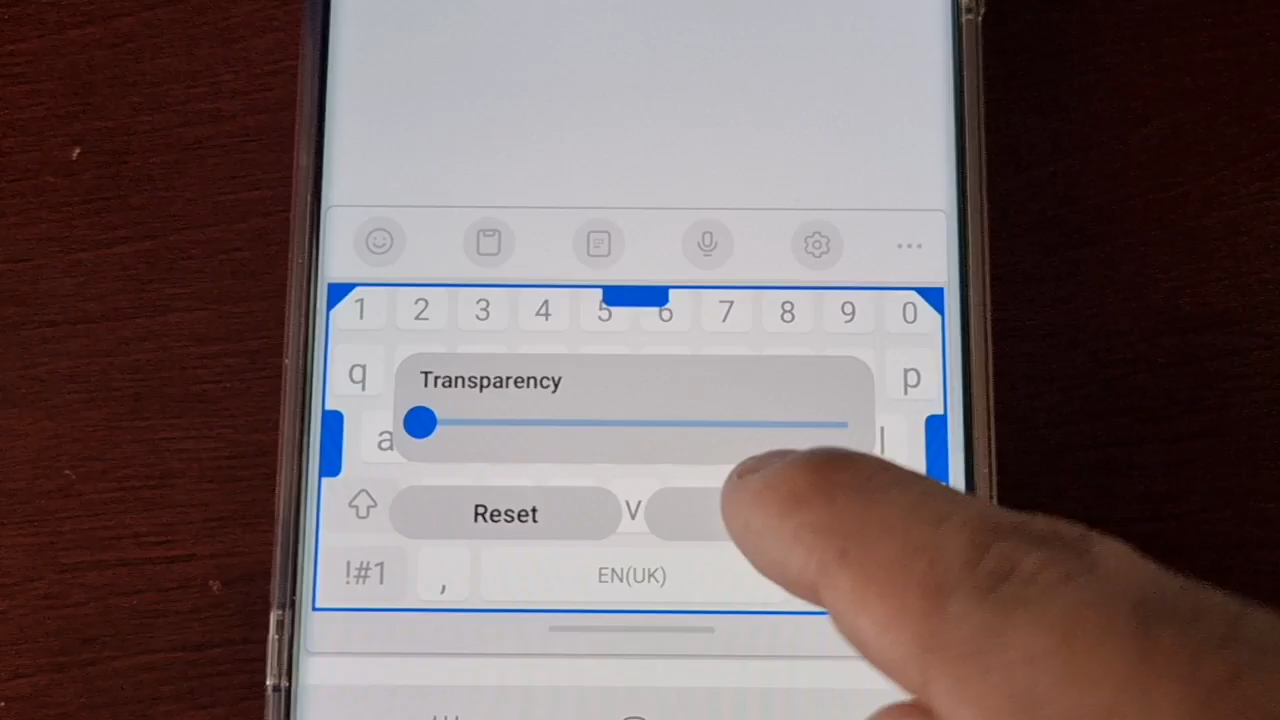 1 2 3 4 5 6 7 8 9 0
q p
Transparency
a l
Reset V
!#1 , EN(UK)